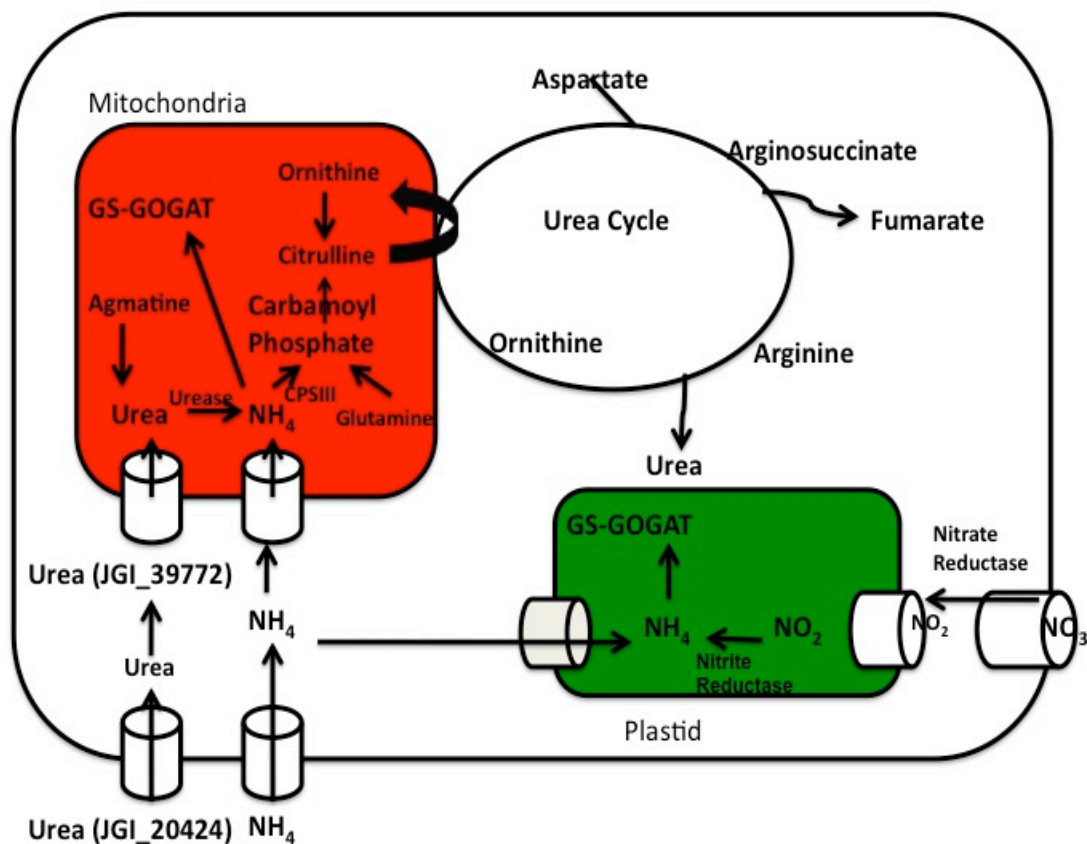 Aspartate
Mitochondria
Arginosuccinate
Ornithine
GS-GOGAT
Urea Cycle
Fumarate
Citrulline
Agmatine
Carbamoyl
Phosphate
Ornithine
Arginine
Urease
CPSIII
Urea
NH4
Glutamine
Urea
GS-GOGAT
Nitrate
Reductase
Urea (JGI_39772)
NH4
NH4
NO2
NO2
NO3
Urea
Nitrite
Reductase
Plastid
Urea (JGI_20424)
NH4